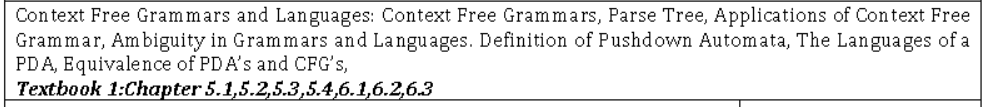 Context Free Grammars and Languages: Context Free Grammars, Parse Tree, Applications of Context Free
Grammar, Ambiguity in Grammars and Languages. Definition of Pushdown Automata, The Languages of a
PDA, Equivalence of PDA's and CFG's,
Textbook 1:Chapter 5.1,5.2,5.3,5.4,6.1,6.2,6.3